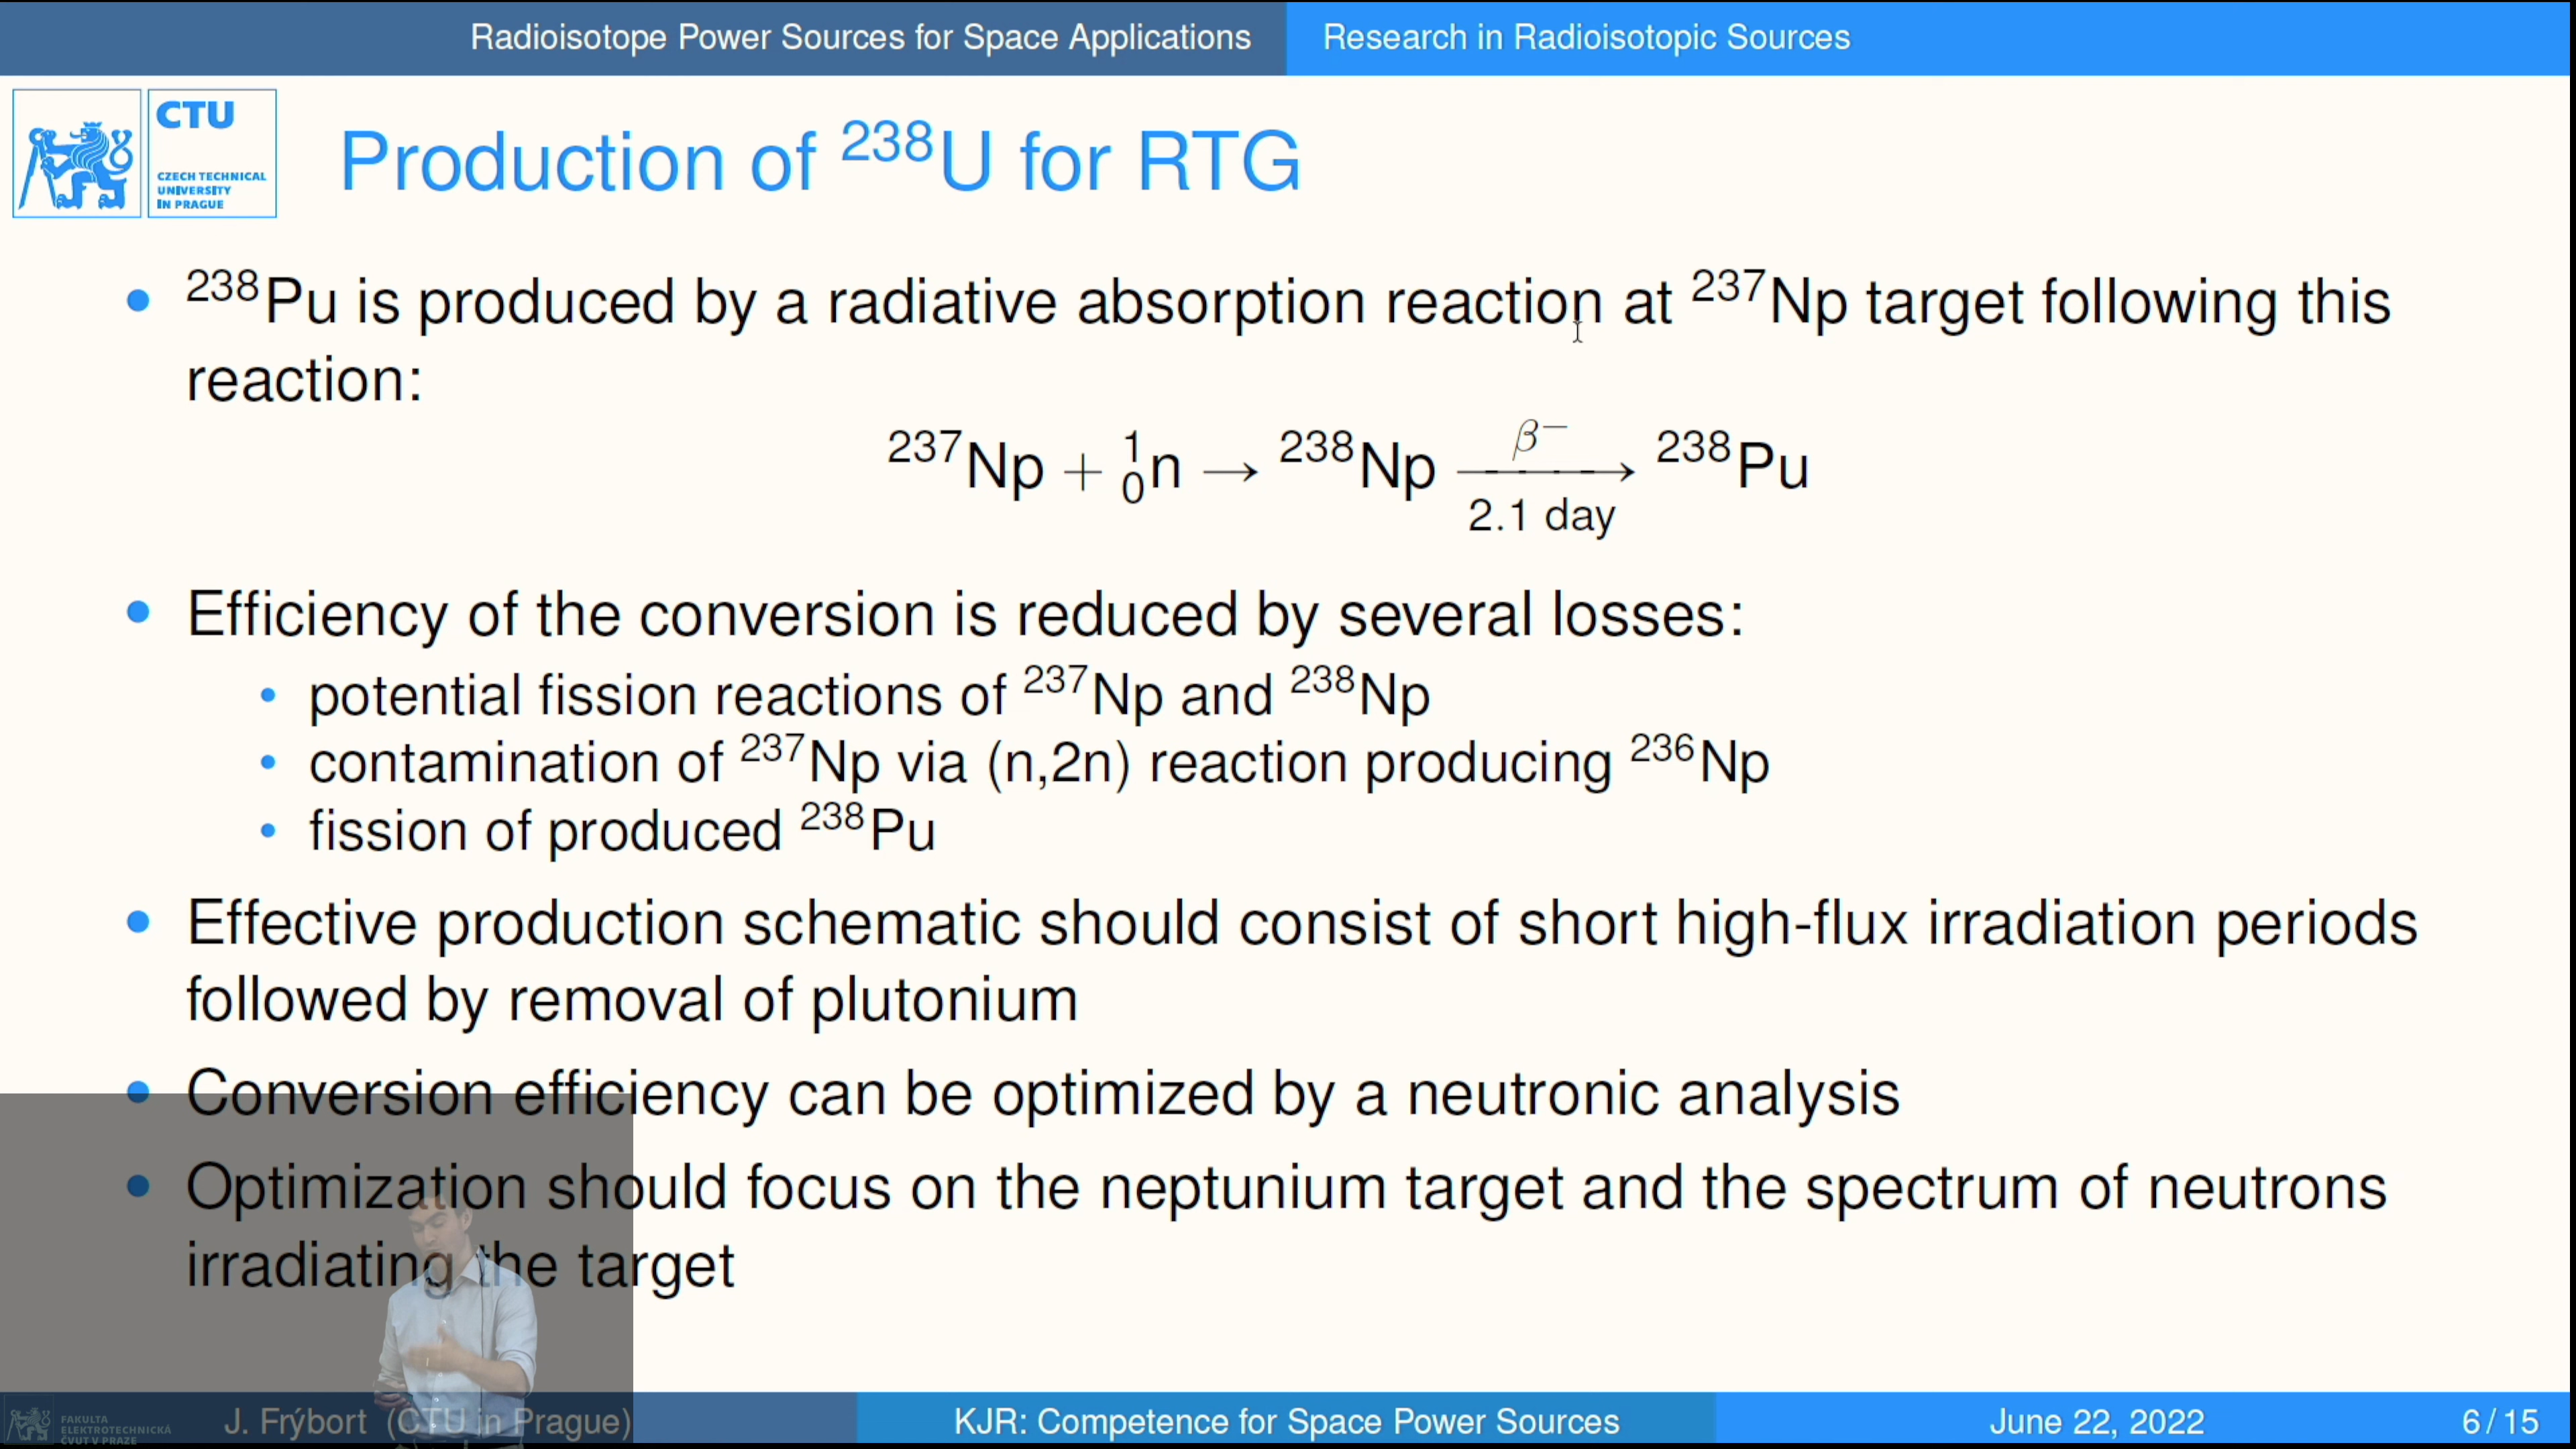 Radioisotope Power Sources for Space Applications Research in Radioisotopic Sources
CTU
CZECH TECHNICAL
UNIVERSITY
IN PRAGUE
Production of ²³⁸U for RTG
• ²³⁸Pu is produced by a radiative absorption reaction at ²³⁷Np target following this
reaction:
²³⁷Np + ¹₀n → ²³⁸Np β⁻ → 2.1 day ²³⁸Pu
• Efficiency of the conversion is reduced by several losses:
• potential fission reactions of ²³⁷Np and ²³⁸Np
• contamination of ²³⁷Np via (n,2n) reaction producing ²³⁶Np
• fission of produced ²³⁸Pu
• Effective production schematic should consist of short high-flux irradiation periods
followed by removal of plutonium
• Conversion efficiency can be optimized by a neutronic analysis
• Optimization should focus on the neptunium target and the spectrum of neutrons
irradiating the target
FAKULTA
ELEKTROTECHNICKÁ
ČVUT V PRAZE
J. Frýbort (CTU in Prague) KJR: Competence for Space Power Sources June 22, 2022 6/15